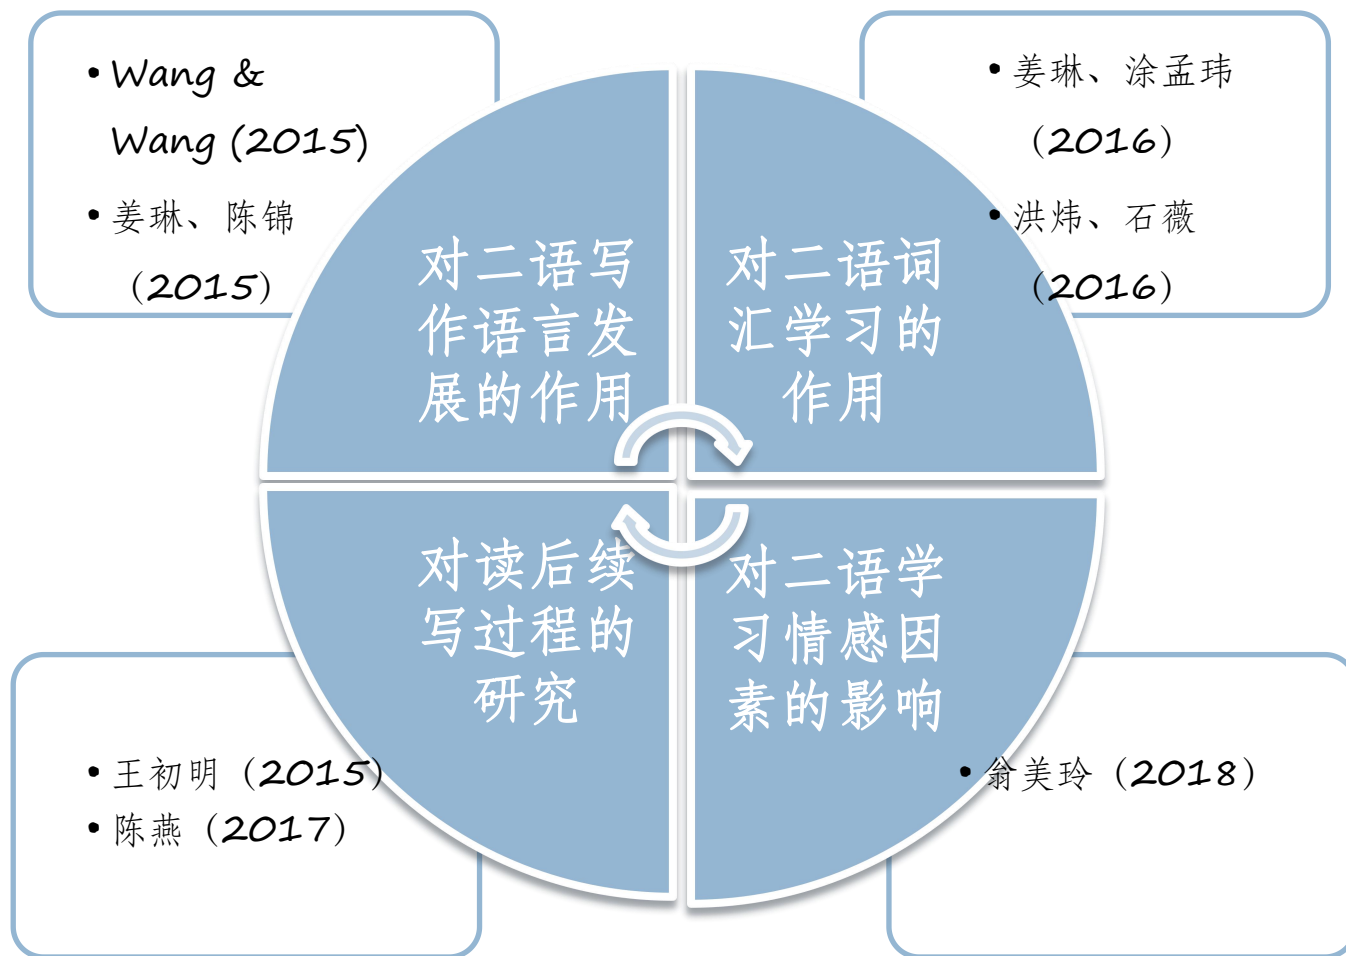 • Wang &
Wang (2015)
• 姜琳、陈锦
（2015）
对二语写
作语言发
展的作用
• 姜琳、涂孟玮
（2016）
• 洪炜、石薇
（2016）
对二语词
汇学习的
作用
对读后续
写过程的
研究
• 王初明（2015）
• 陈燕（2017）
对二语学
习情感因
素的影响
• 翁美玲（2018）